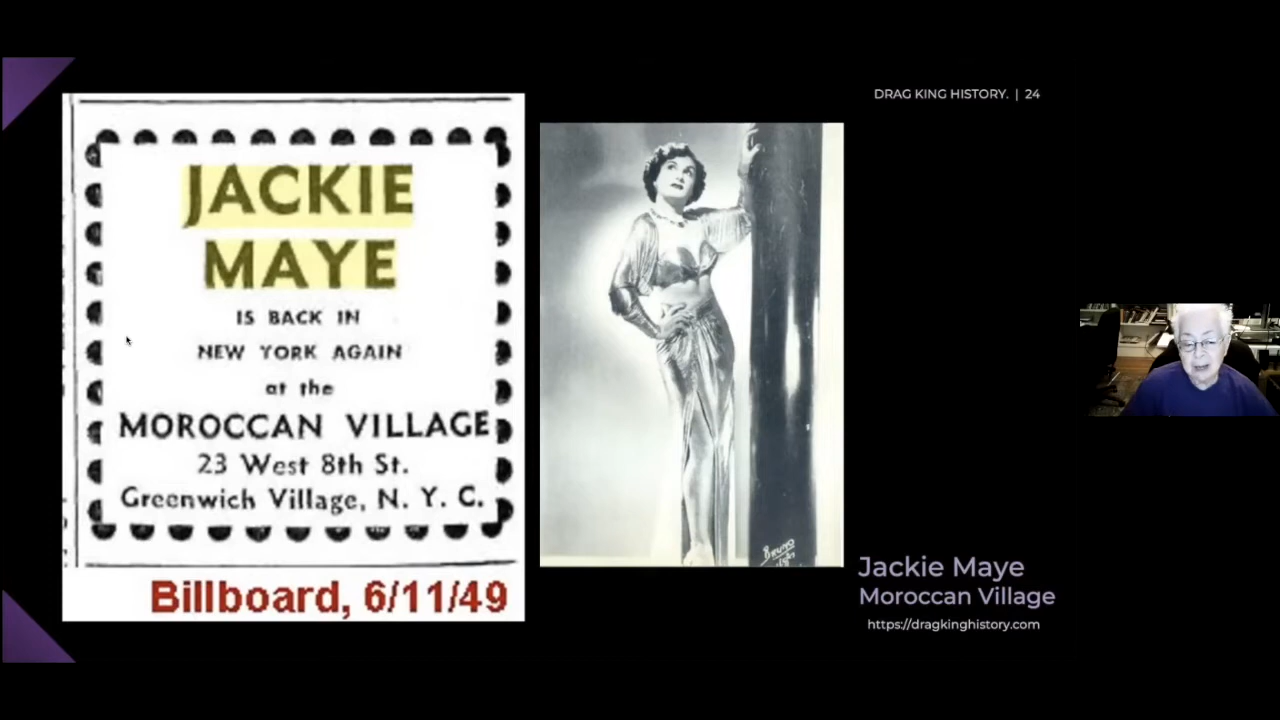 DRAG KING HISTORY. | 24
JACKIE
MAYE
IS BACK IN
NEW YORK AGAIN
at the
MOROCCAN VILLAGE
23 West 8th St.
Greenwich Village, N. Y. C.
Billboard, 6/11/49
BRUNO
Jackie Maye
Moroccan Village
https://dragkinghistory.com